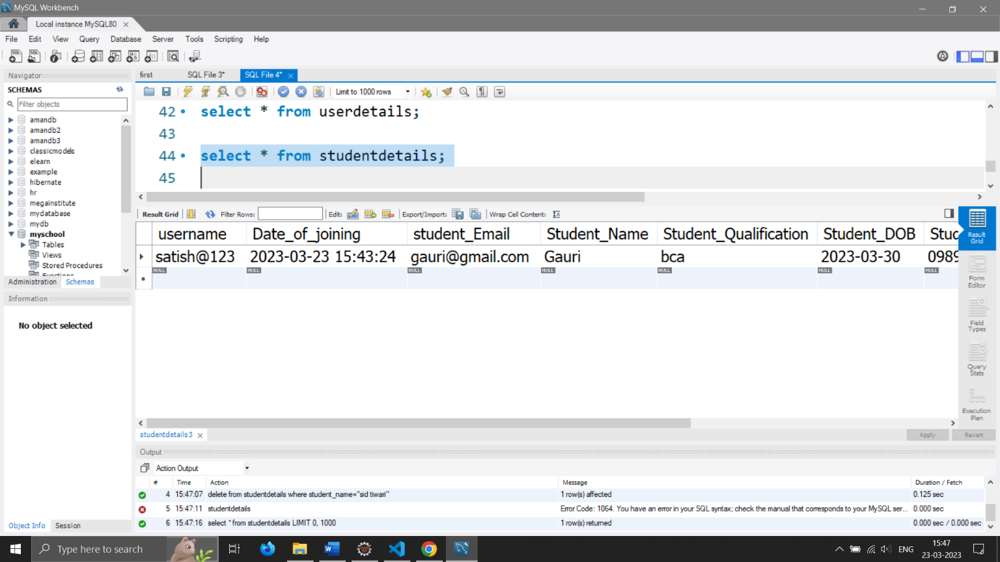 MySQL Workbench
Local instance MySQL80
File Edit View Query Database Server Tools Scripting Help
Navigator
SCHEMAS
Filter objects
amandb
amandb2
amandb3
classicmodels
elearn
example
hibernate
hr
megainstitute
mydatabase
mydb
myschool
Tables
Views
Stored Procedures
Functions
Administration Schemas
Information
No object selected
Object Info Session
first SQL File 3* SQL File 4*
Limit to 1000 rows
42 select * from userdetails;
43
44 select * from studentdetails;
45
Result Grid Filter Rows: Edit: Export/Import: Wrap Cell Content:
username Date_of_joining student_Email Student_Name Student_Qualification Student_DOB Stuc
satish@123 2023-03-23 15:43:24 gauri@gmail.com Gauri bca 2023-03-30 0989
NULL NULL NULL NULL NULL NULL NULL
Result
Grid
Form
Editor
Field
Types
Query
Stats
Execution
Plan
studentdetails3
Apply Revert
Output
Action Output
# Time Action Message Duration / Fetch
4 15:47:07 delete from studentdetails where student_name="sid tiwari" 1 row(s) affected 0.125 sec
5 15:47:11 studentdetails Error Code: 1064. You have an error in your SQL syntax; check the manual that corresponds to your MySQL ser... 0.000 sec
6 15:47:16 select * from studentdetails LIMIT 0, 1000 1 row(s) returned 0.000 sec / 0.000 sec
Type here to search
ENG
15:47
23-03-2023